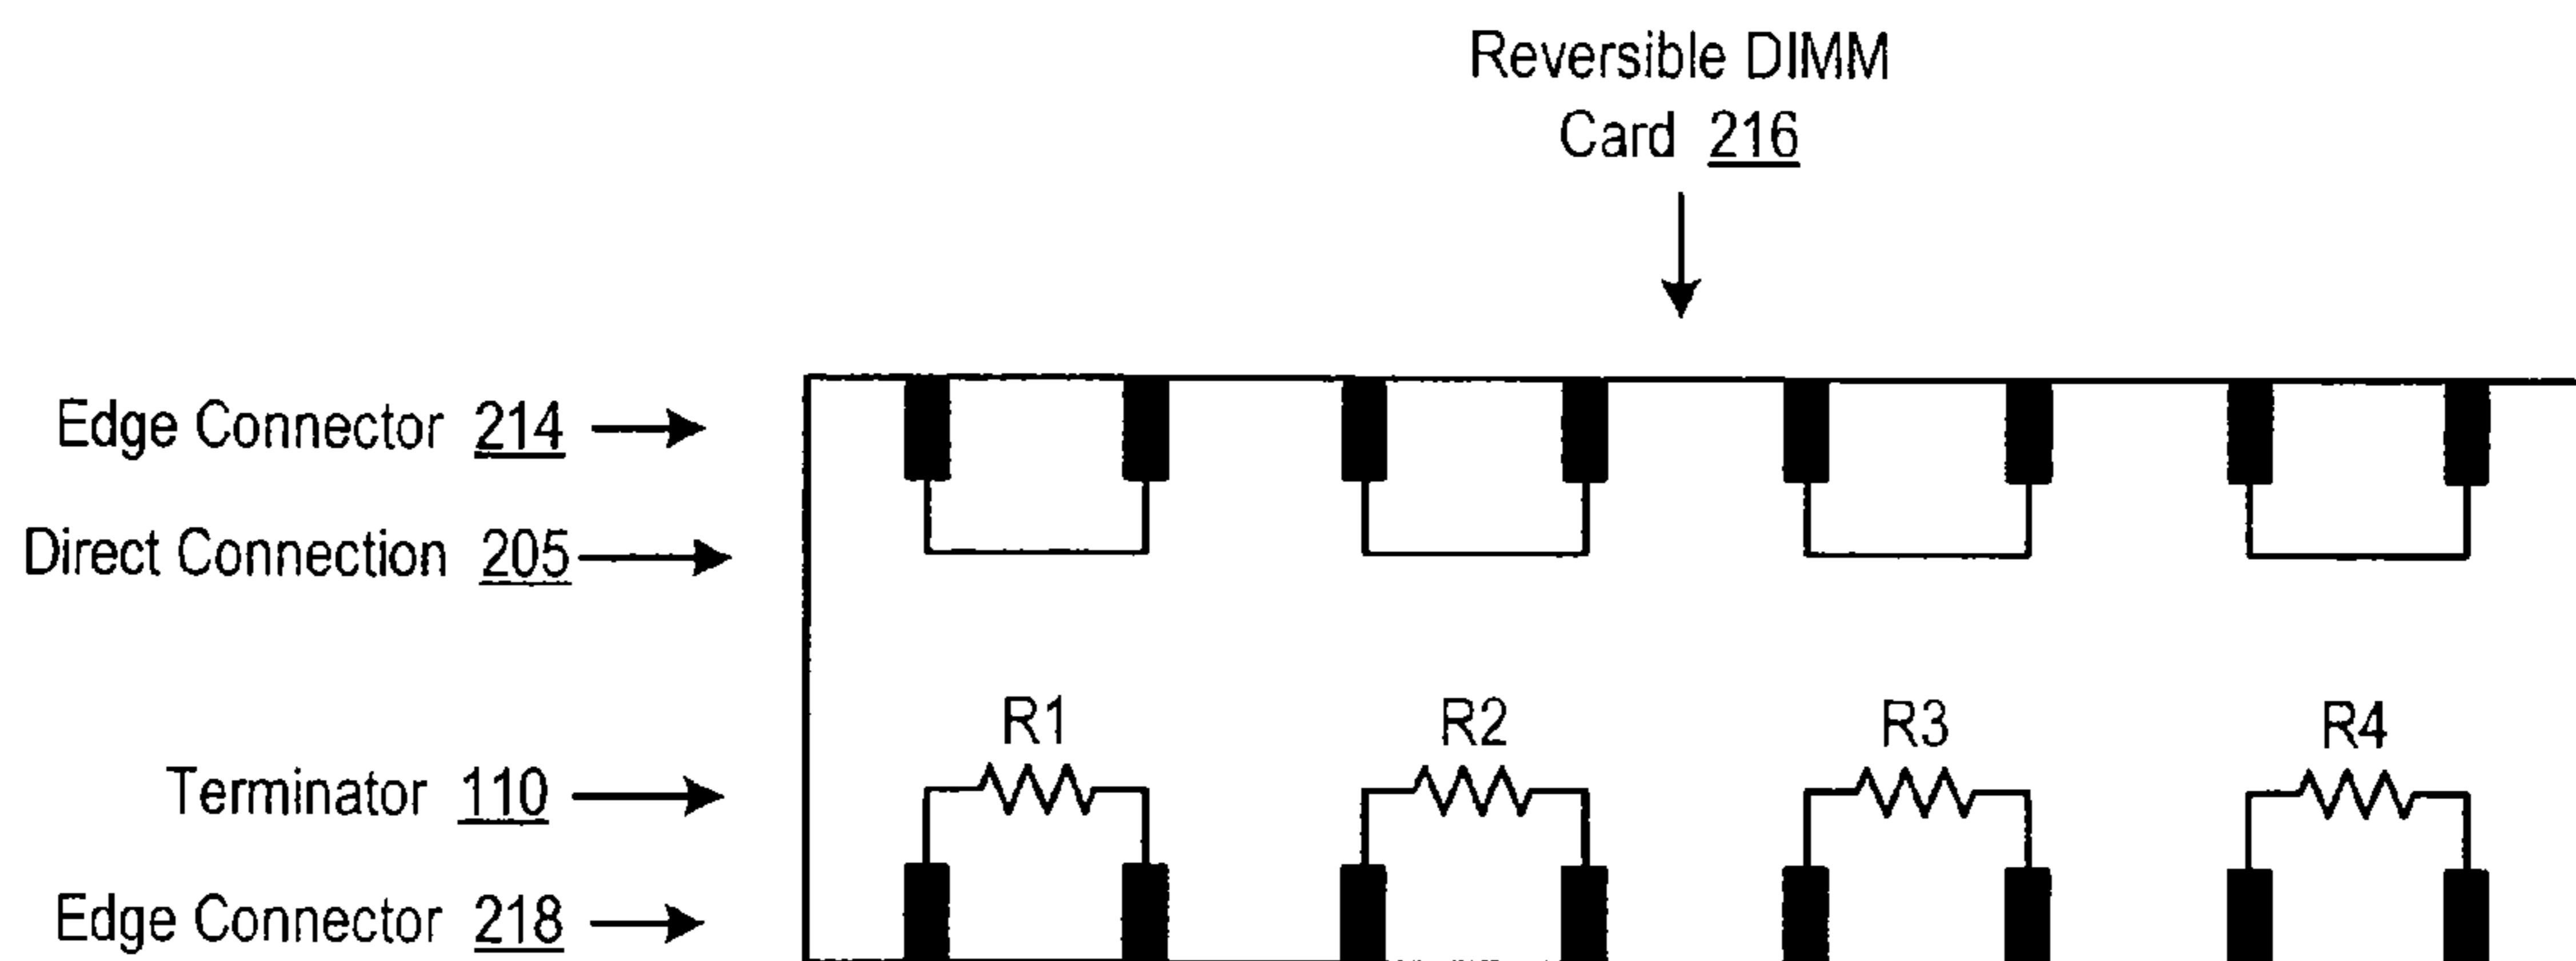 Reversible DIMM
Card 216
Edge Connector 214
Direct Connection 205
R1 R2 R3 R4
Terminator 110
Edge Connector 218